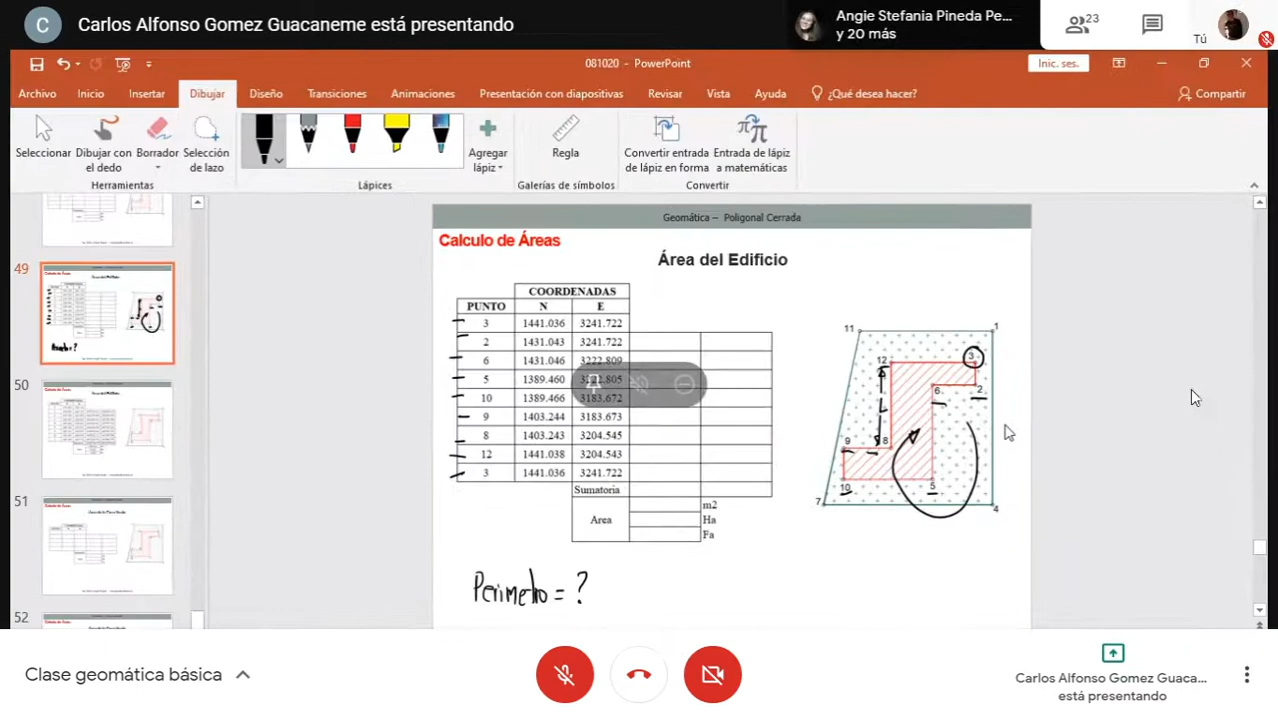 C Carlos Alfonso Gomez Guacaneme está presentando
Angie Stefania Pineda Pe...
y 20 más
23
Tú
081020 - PowerPoint
Inic. ses.
Archivo Inicio Insertar Dibujar Diseño Transiciones Animaciones Presentación con diapositivas Revisar Vista Ayuda ¿Qué desea hacer? Compartir
Seleccionar Dibujar con el dedo Borrador Selección de lazo
Agregar lápiz
Regla
Convertir entrada de lápiz en forma
Entrada de lápiz a matemáticas
Herramientas Lápices Galerías de símbolos Convertir
49
50
51
52
Geomática – Poligonal Cerrada
Calculo de Áreas
Área del Edificio
COORDENADAS
PUNTO N E
3 1441.036 3241.722
2 1431.043 3241.722
6 1431.046 3222.809
5 1389.460 3222.805
10 1389.466 3183.672
9 1403.244 3183.673
8 1403.243 3204.545
12 1441.038 3204.543
3 1441.036 3241.722
Sumatoria
Area
m2
Ha
Fa
11 1
12 3
6 2
9 8
10 5
7 4
Perimetro = ?
Clase geomática básica
Carlos Alfonso Gomez Guaca...
está presentando